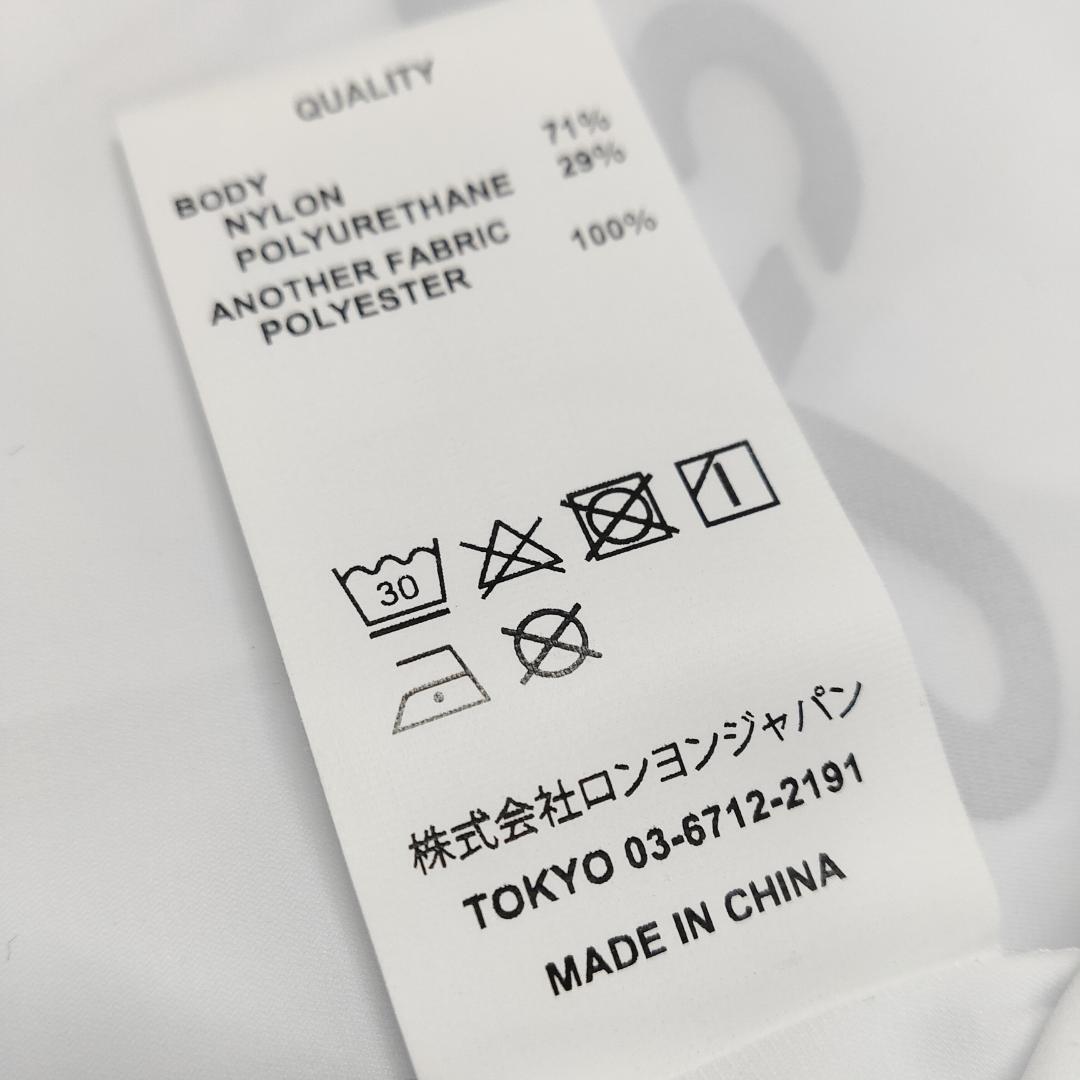 QUALITY
BODY
NYLON 71%
POLYURETHANE 29%
ANOTHER FABRIC
POLYESTER 100%
30
株式会社ロンヨンジャパン
TOKYO 03-6712-2191
MADE IN CHINA